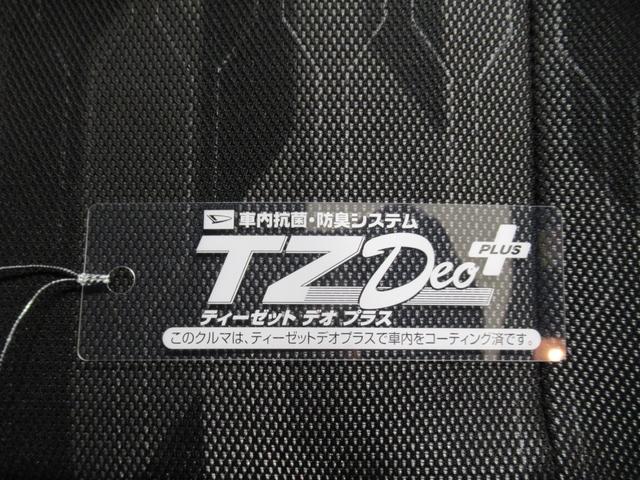 車内抗菌・防臭システム
TZ Deo PLUS
ティーゼット デオ プラス
このクルマは、ティーゼットデオプラスで車内をコーティング済です。